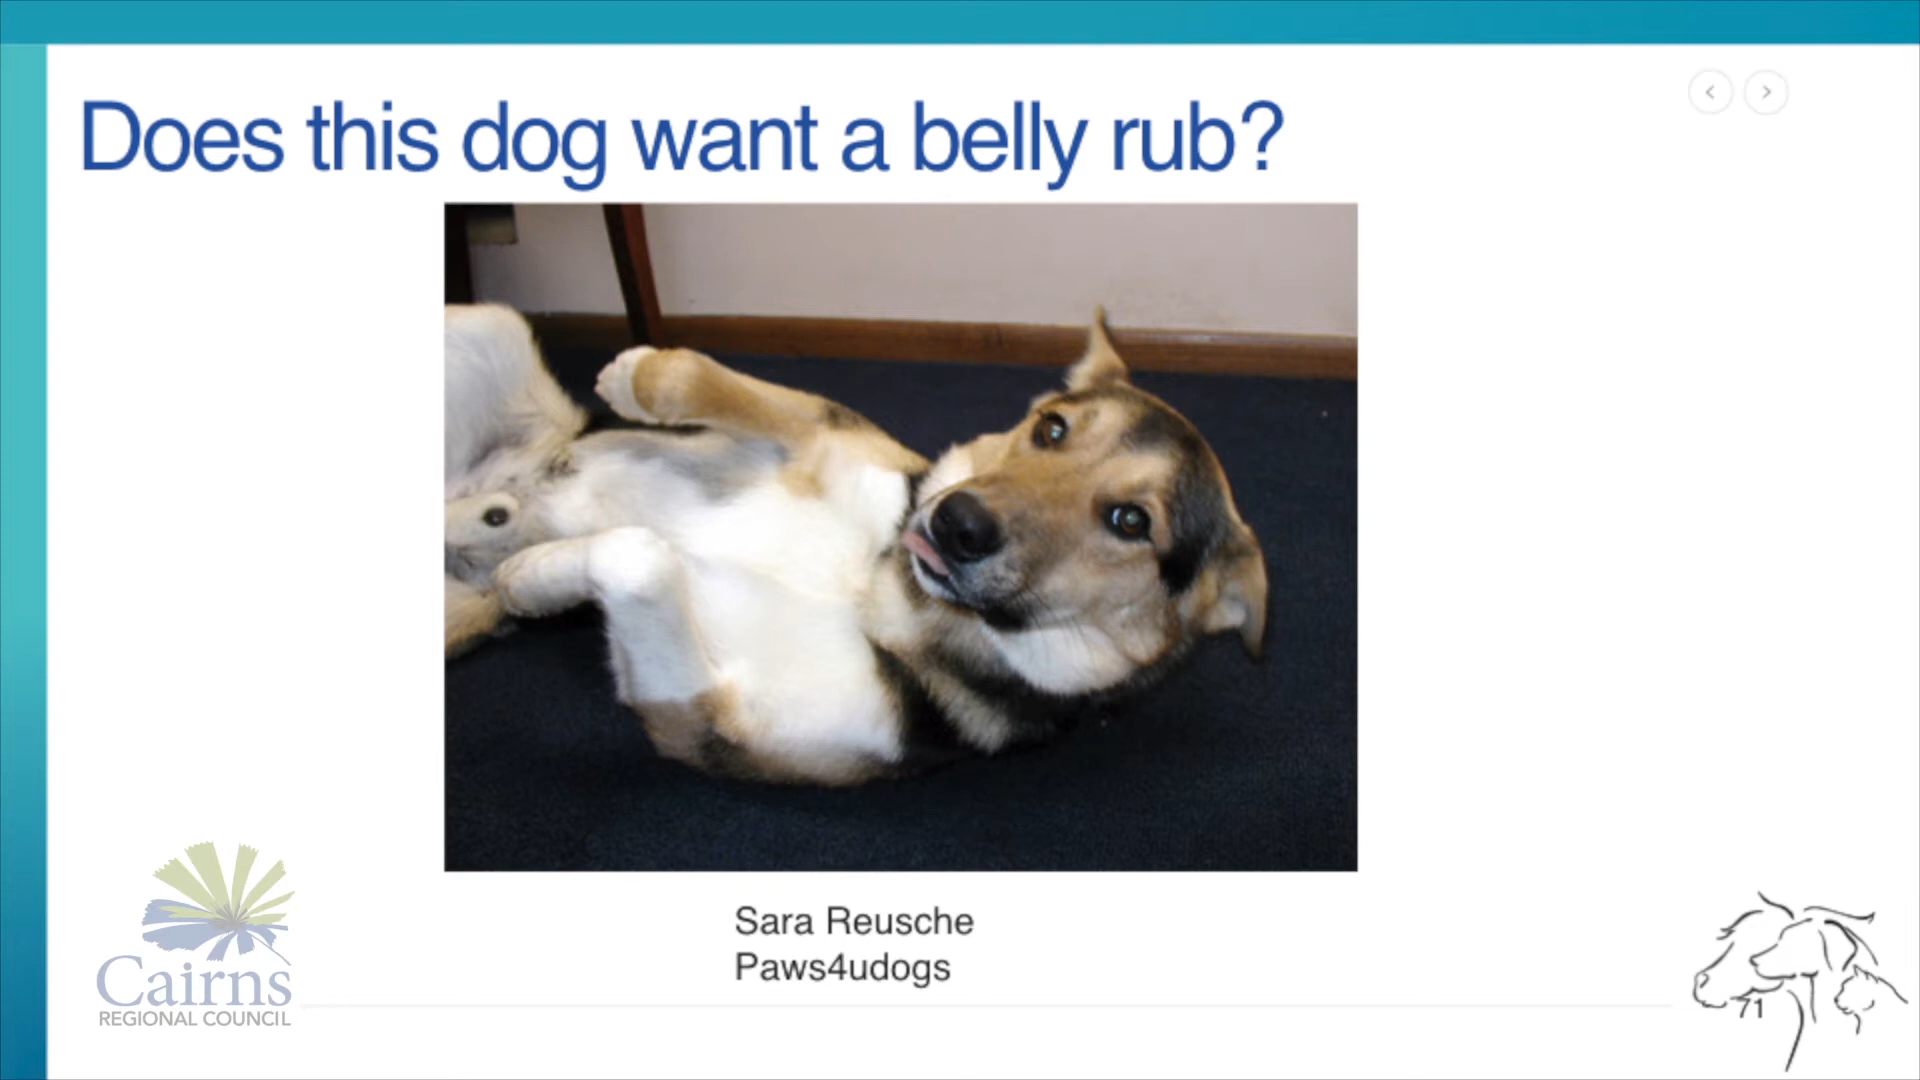 Does this dog want a belly rub?
Sara Reusche
Paws4udogs
Cairns
REGIONAL COUNCIL
71